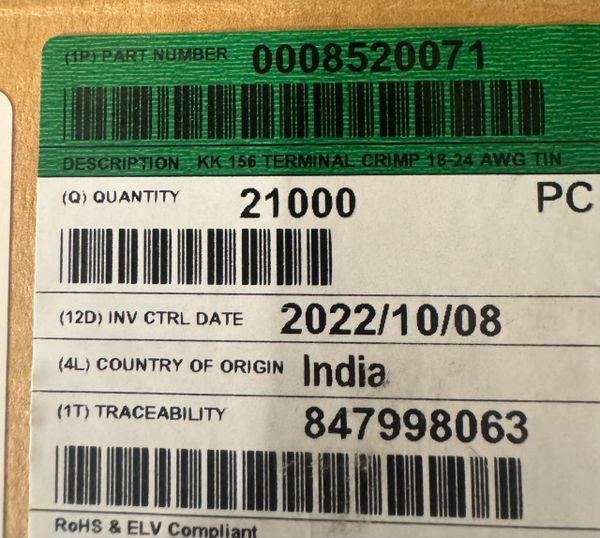 (1P) PART NUMBER 0008520071
DESCRIPTION KK 156 TERMINAL CRIMP 18-24 AWG TIN
(Q) QUANTITY 21000 PC
(12D) INV CTRL DATE 2022/10/08
(4L) COUNTRY OF ORIGIN India
(1T) TRACEABILITY 847998063
RoHS & ELV Compliant